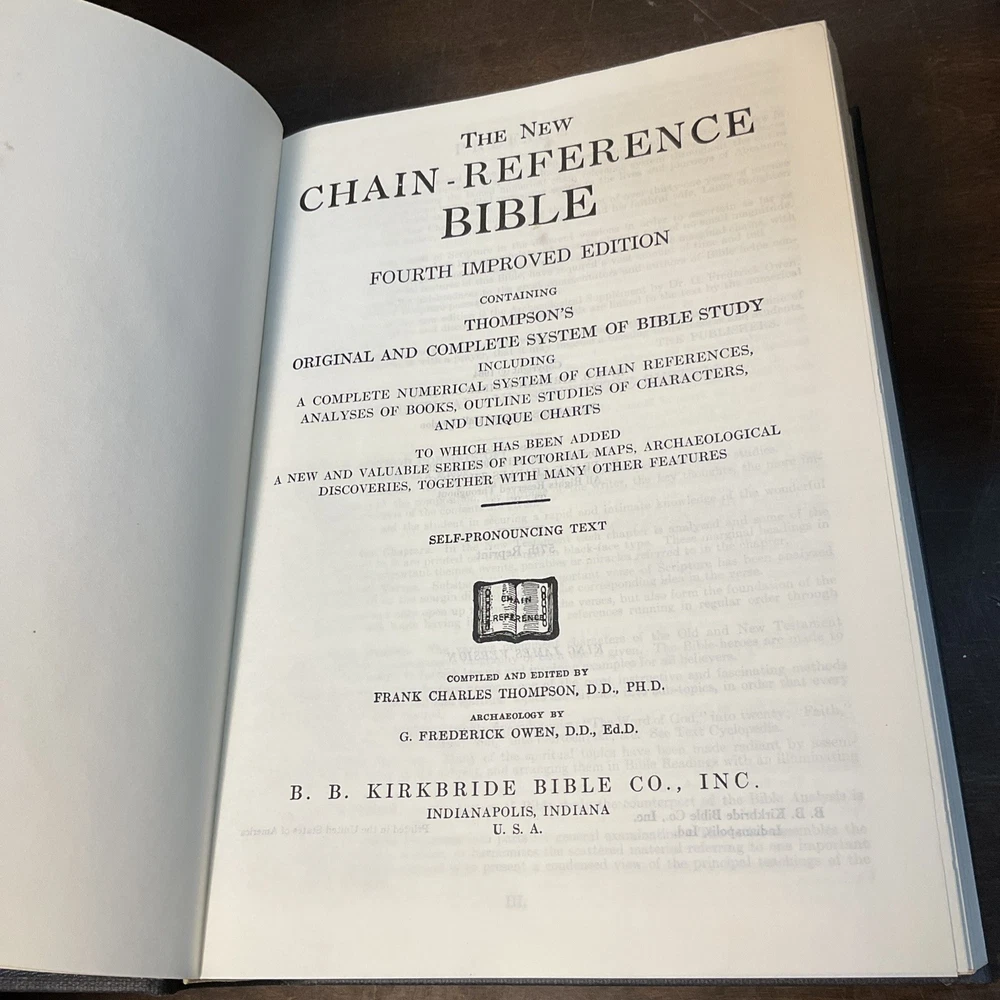 THE NEW
CHAIN-REFERENCE
BIBLE
FOURTH IMPROVED EDITION
CONTAINING
THOMPSON'S
ORIGINAL AND COMPLETE SYSTEM OF BIBLE STUDY
INCLUDING
A COMPLETE NUMERICAL SYSTEM OF CHAIN REFERENCES,
ANALYSES OF BOOKS, OUTLINE STUDIES OF CHARACTERS,
AND UNIQUE CHARTS
TO WHICH HAS BEEN ADDED
A NEW AND VALUABLE SERIES OF PICTORIAL MAPS, ARCHAEOLOGICAL
DISCOVERIES, TOGETHER WITH MANY OTHER FEATURES
SELF-PRONOUNCING TEXT
CHAIN
REFERENCE
COMPILED AND EDITED BY
FRANK CHARLES THOMPSON, D.D., PH.D.
ARCHAEOLOGY BY
G. FREDERICK OWEN, D.D., Ed.D.
B. B. KIRKBRIDE BIBLE CO., INC.
INDIANAPOLIS, INDIANA
U. S. A.